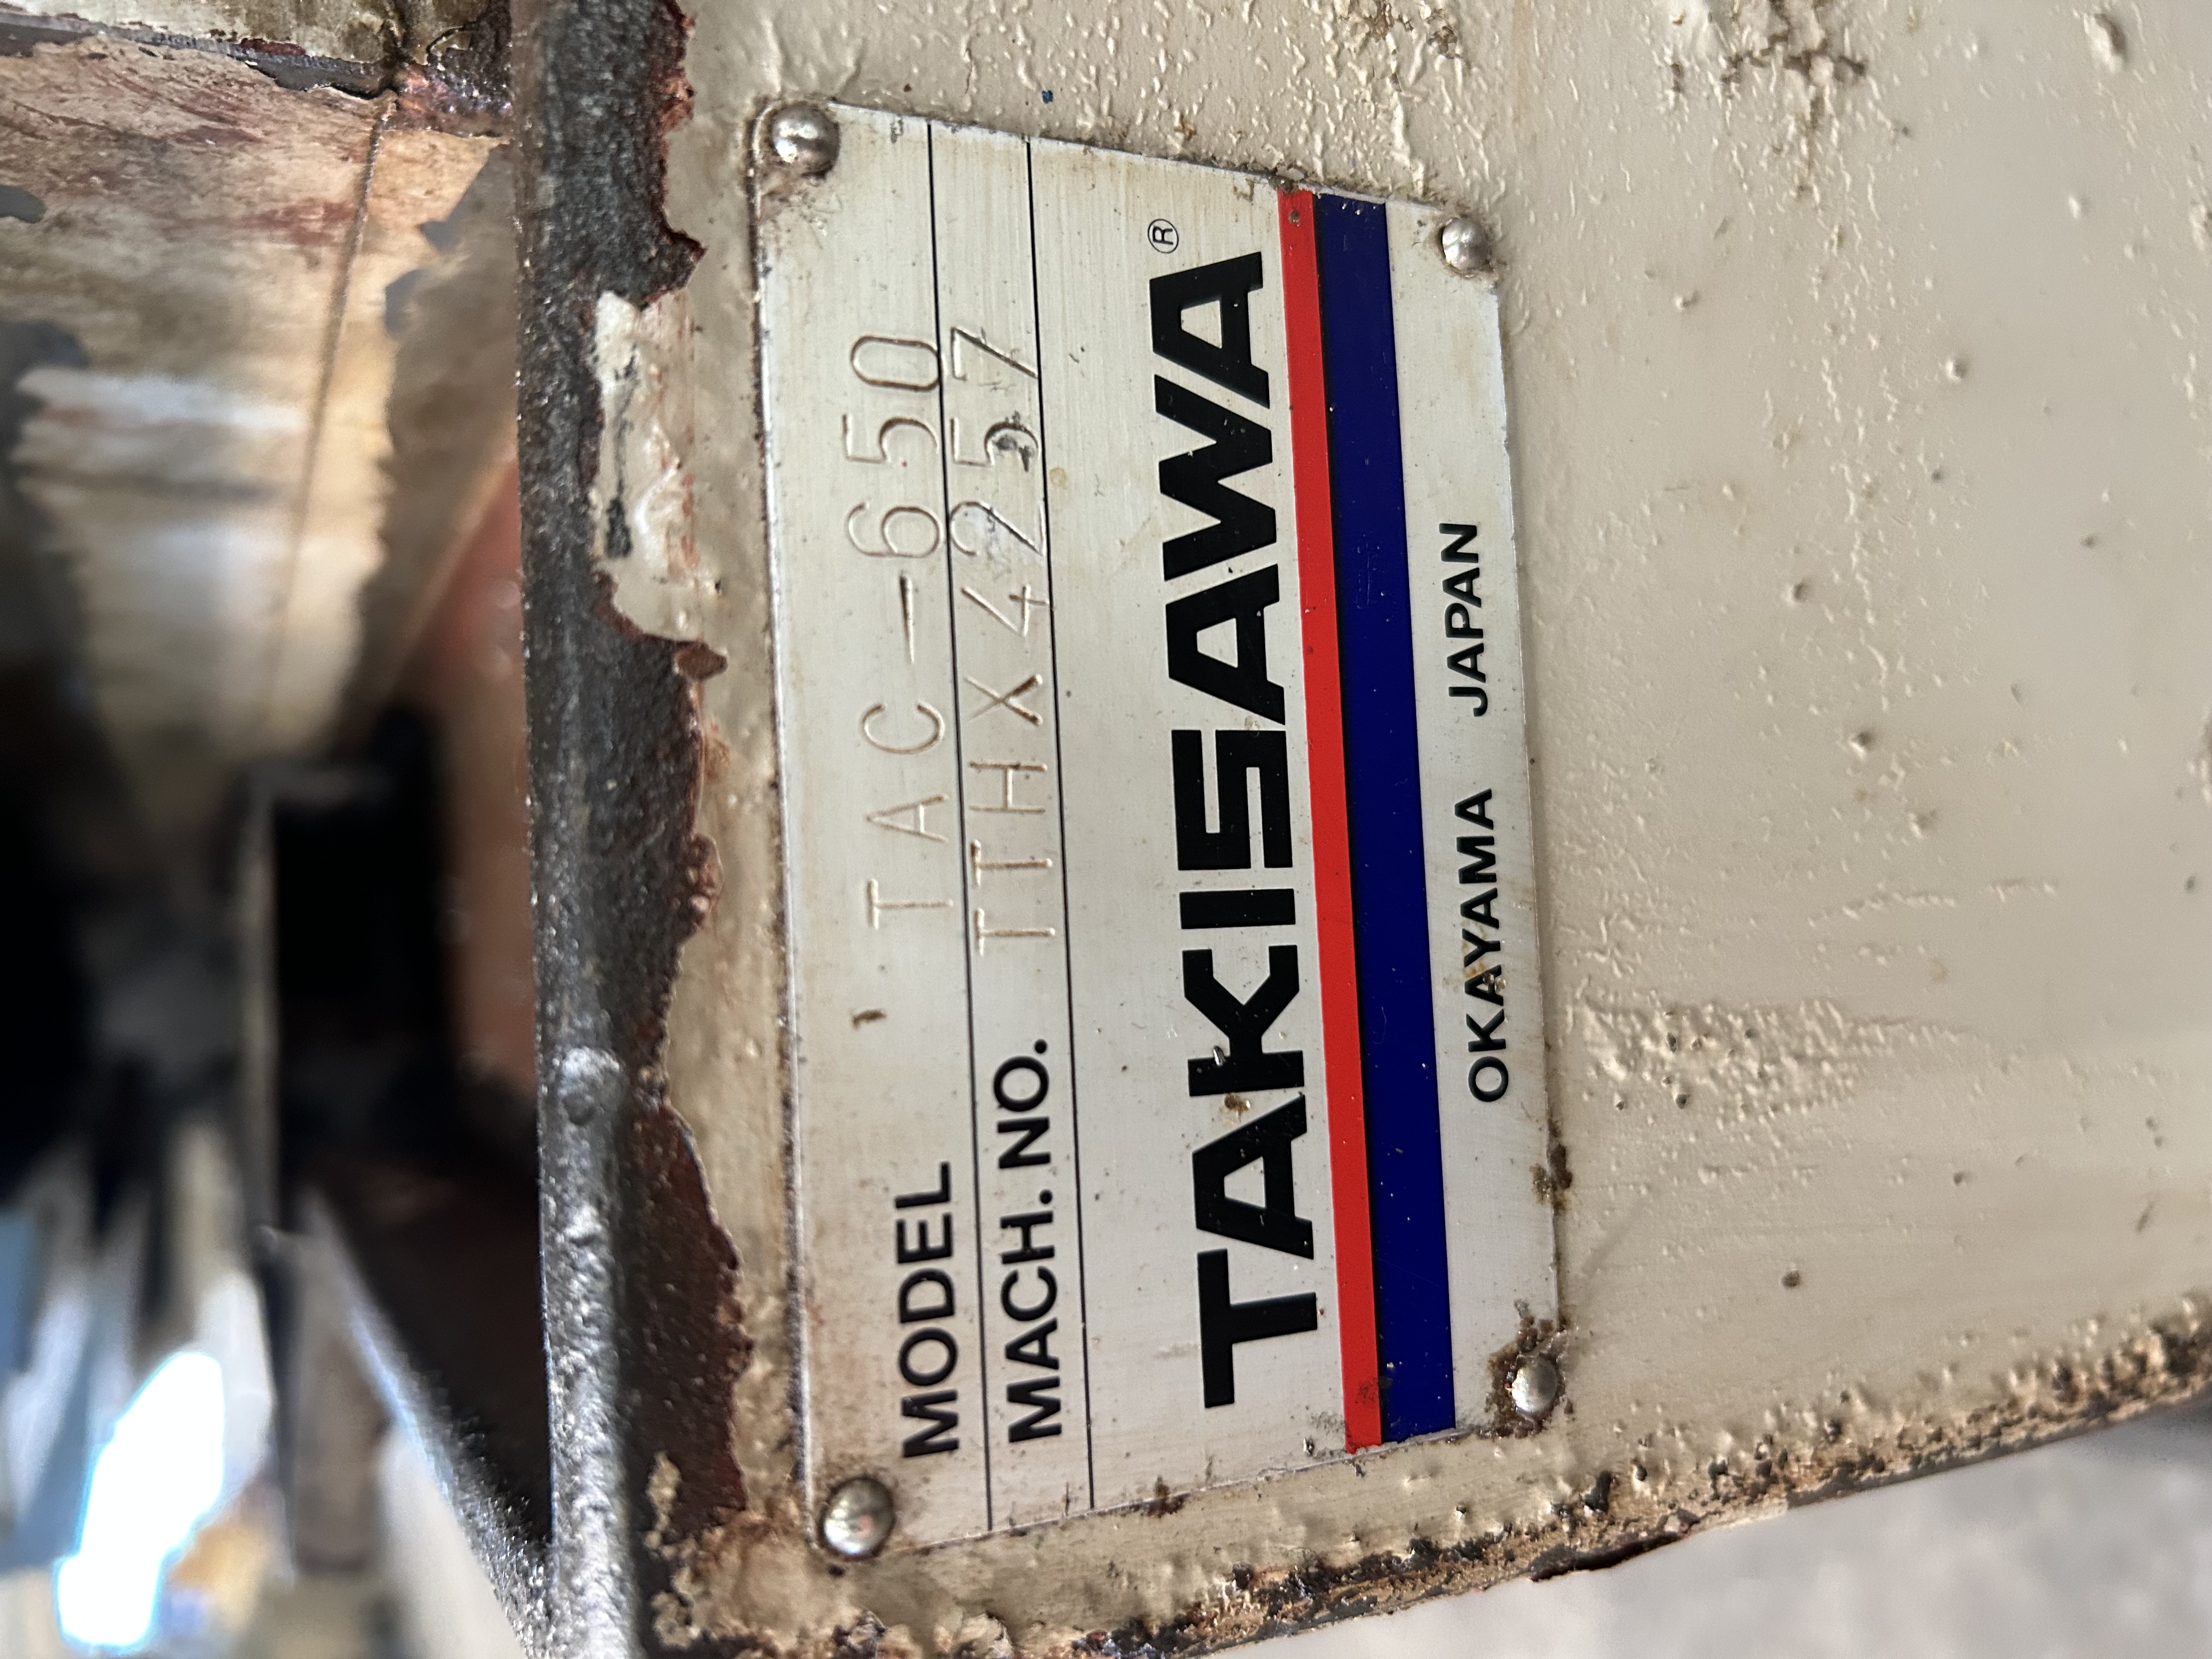 MODEL TAC-650
MACH. NO. TTHX4257
TAKISAWA®
OKAYAMA JAPAN